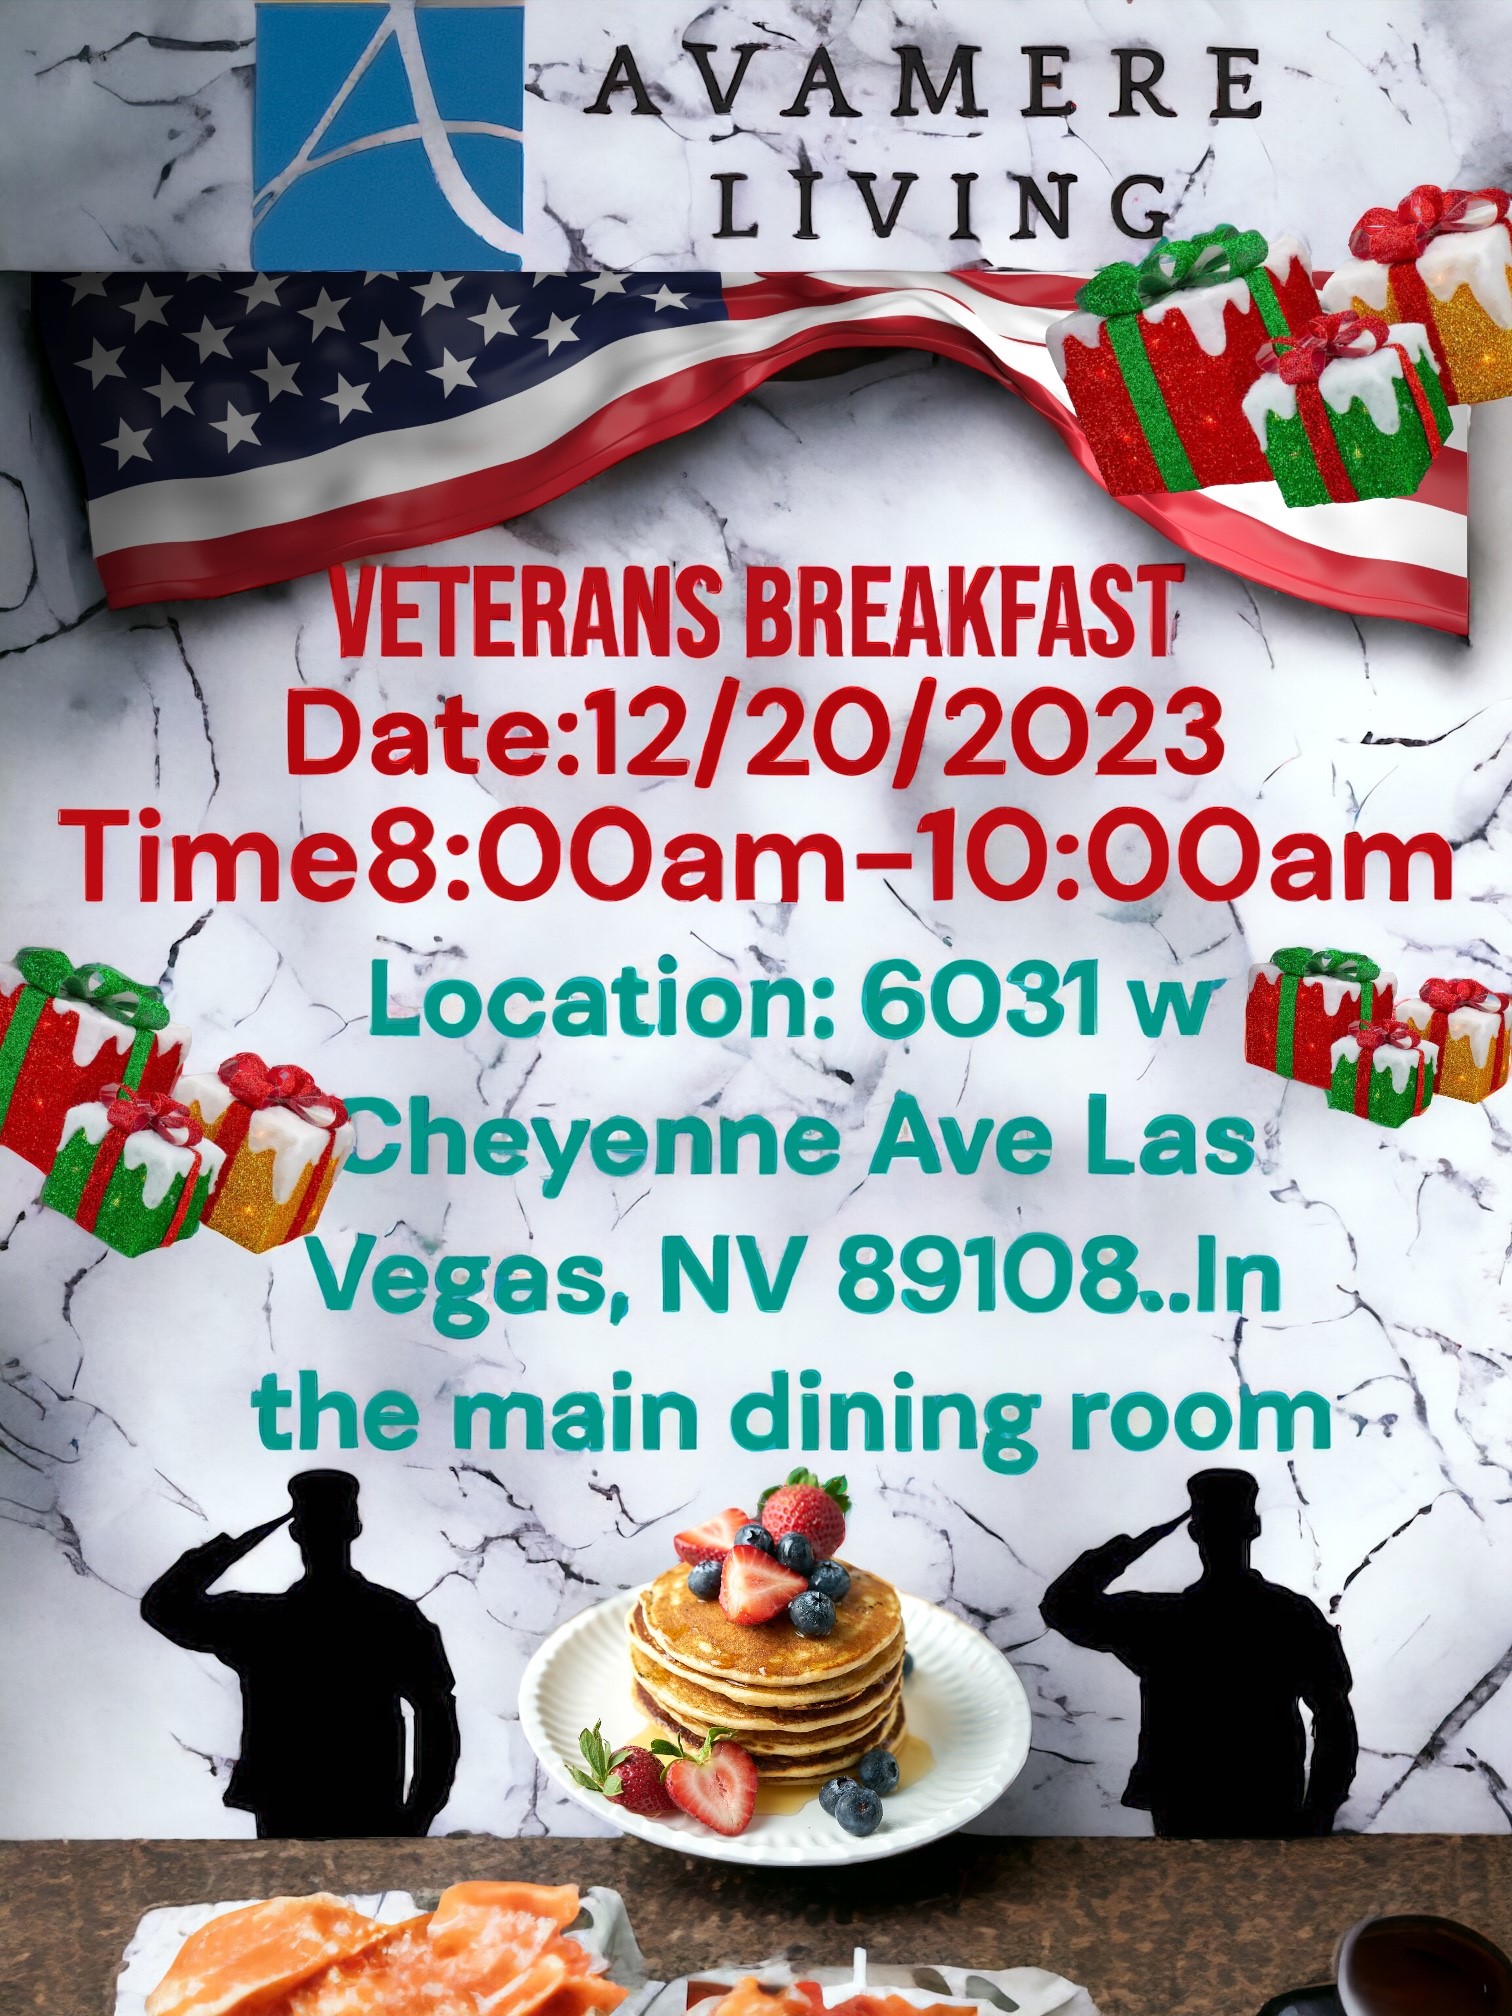 AVAMERE
LIVING
VETERANS BREAKFAST
Date:12/20/2023
Time8:00am-10:00am
Location: 6031 w
Cheyenne Ave Las
Vegas, NV 89108..In
the main dining room